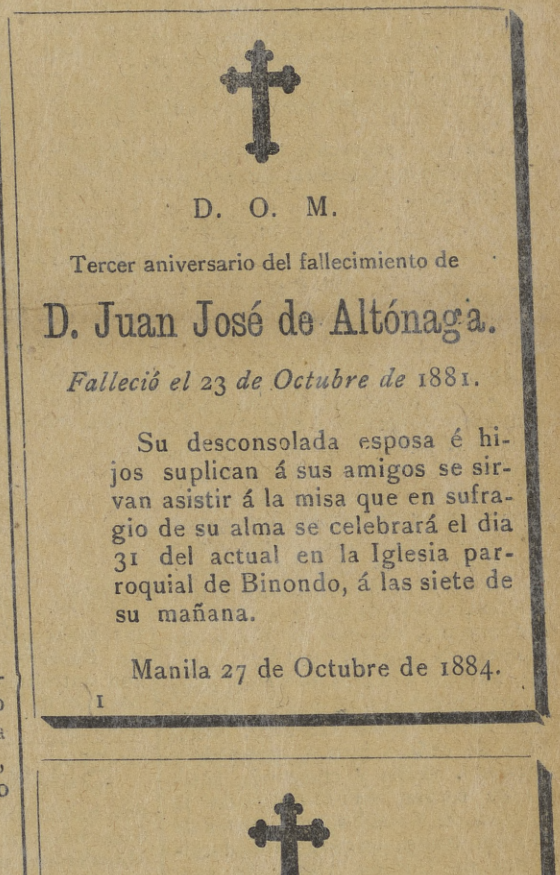 D. O. M.
Tercer aniversario del fallecimiento de
D. Juan José de Altónaga.
Falleció el 23 de Octubre de 1881.
Su desconsolada esposa é hi-
jos suplican á sus amigos se sir-
van asistir á la misa que en sufra-
gio de su alma se celebrará el dia
31 del actual en la Iglesia par-
roquial de Binondo, á las siete de
su mañana.
Manila 27 de Octubre de 1884.
1